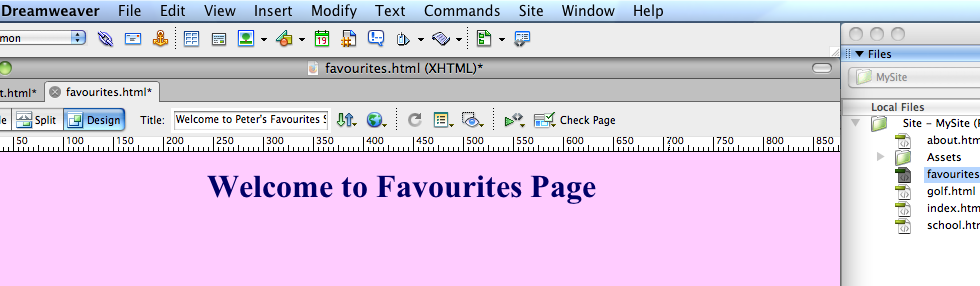 Dreamweaver File Edit View Insert Modify Text Commands Site Window Help
mon
19
Files
favourites.html (XHTML)*
MySite
t.html* favourites.html*
Local Files
Split Design Title: Welcome to Peter's Favourites S Check Page
Site – MySite (P
about.htm
50 100 150 200 250 300 350 400 450 500 550 600 650 700 750 800 850
Assets
Welcome to Favourites Page
favourites
golf.html
index.htm
school.ht